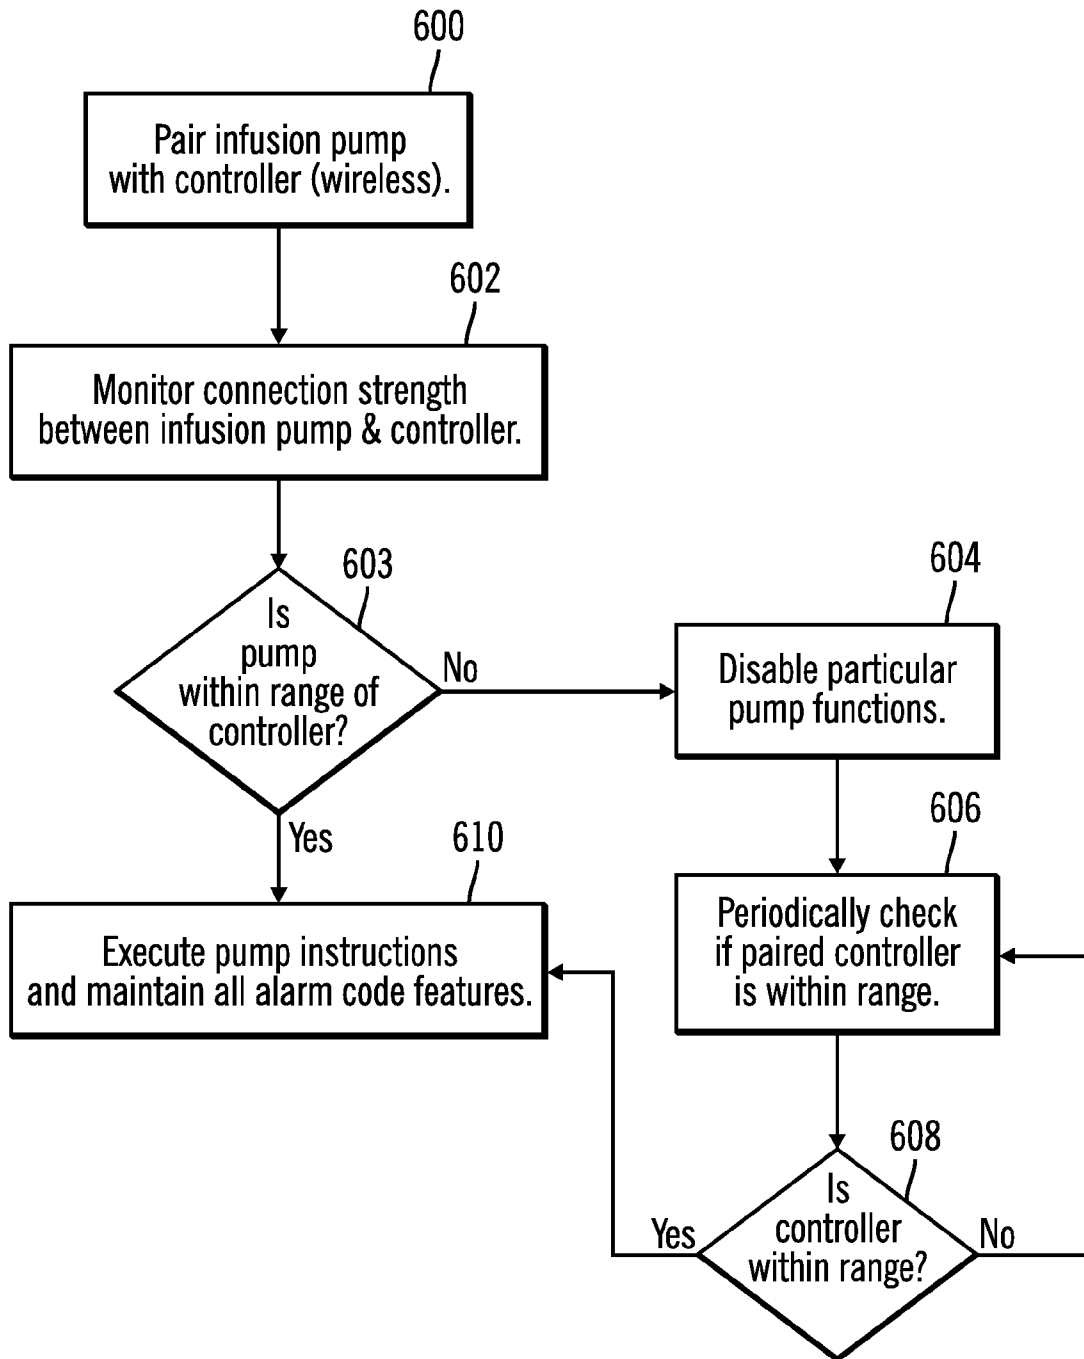 600
Pair infusion pump
with controller (wireless).
602
Monitor connection strength
between infusion pump & controller.
603
Is
pump
within range of
controller?
No
Yes
604
Disable particular
pump functions.
606
Periodically check
if paired controller
is within range.
608
Is
controller
within range?
Yes
No
610
Execute pump instructions
and maintain all alarm code features.